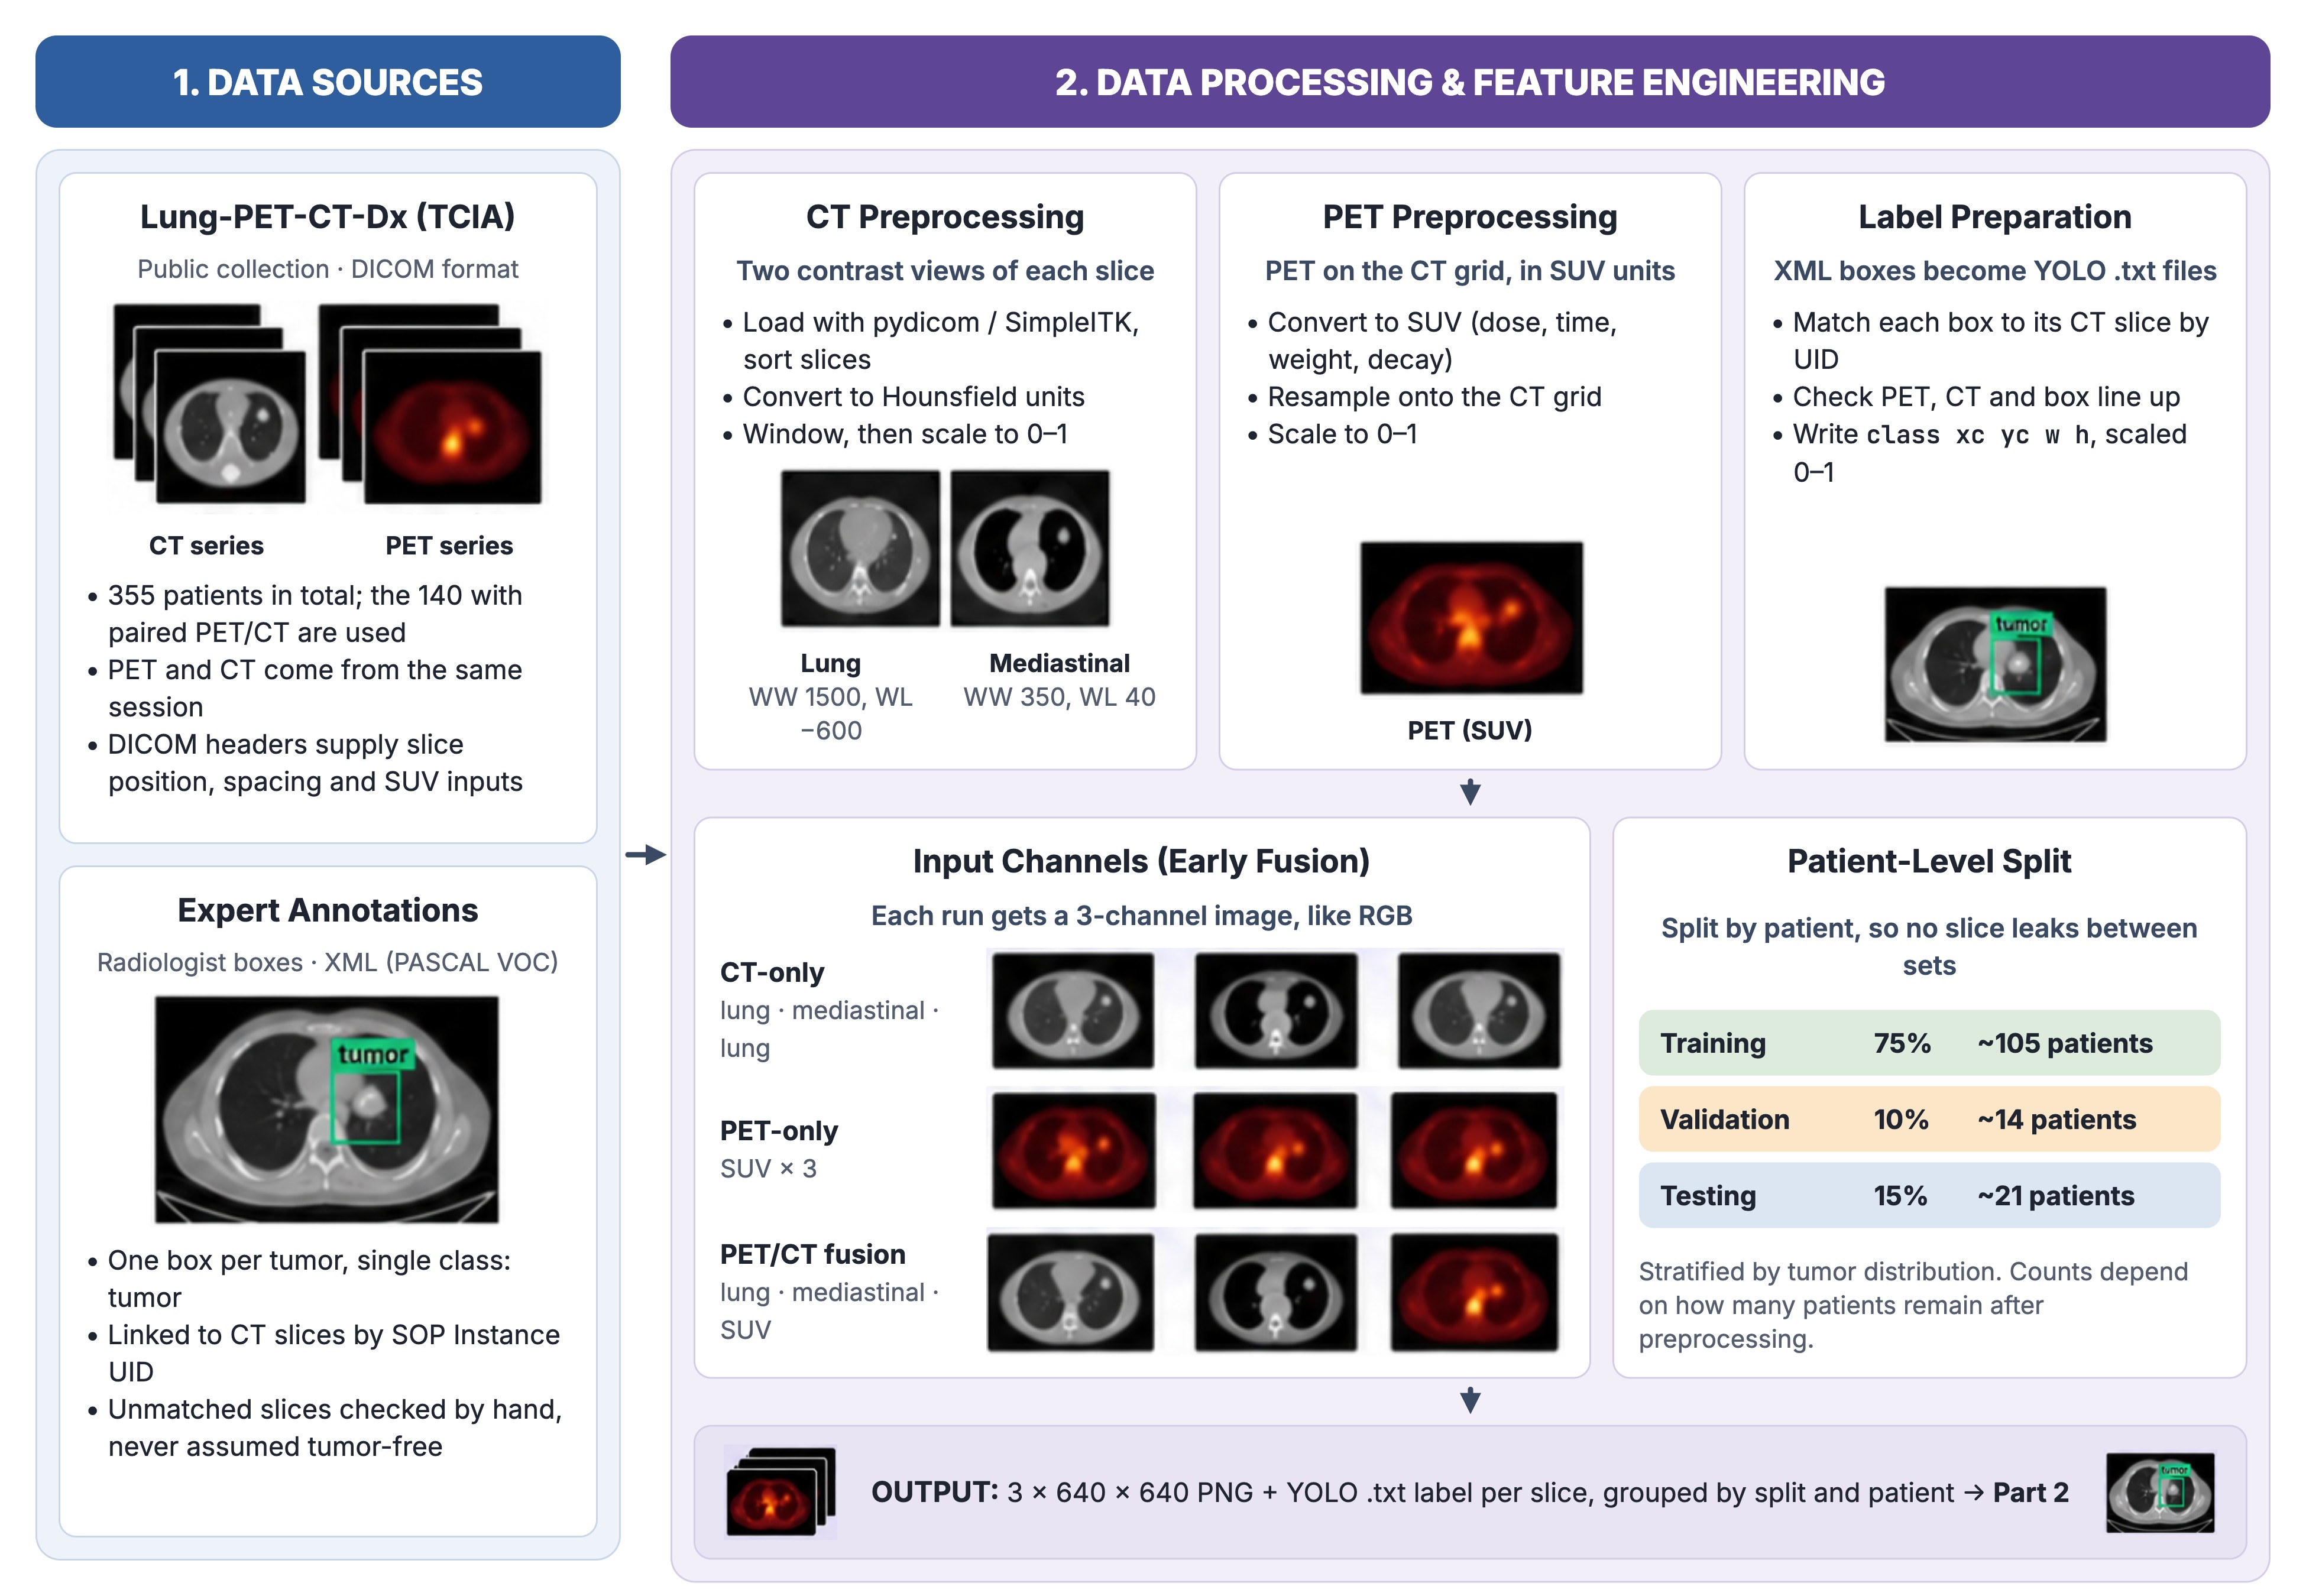 1. DATA SOURCES
Lung-PET-CT-Dx (TCIA)
Public collection · DICOM format
CT series
PET series
• 355 patients in total; the 140 with
paired PET/CT are used
• PET and CT come from the same
session
• DICOM headers supply slice
position, spacing and SUV inputs
Expert Annotations
Radiologist boxes · XML (PASCAL VOC)
tumor
• One box per tumor, single class:
tumor
• Linked to CT slices by SOP Instance
UID
• Unmatched slices checked by hand,
never assumed tumor-free
2. DATA PROCESSING & FEATURE ENGINEERING
CT Preprocessing
Two contrast views of each slice
• Load with pydicom / SimpleITK,
sort slices
• Convert to Hounsfield units
• Window, then scale to 0–1
Lung
WW 1500, WL
−600
Mediastinal
WW 350, WL 40
PET Preprocessing
PET on the CT grid, in SUV units
• Convert to SUV (dose, time,
weight, decay)
• Resample onto the CT grid
• Scale to 0–1
PET (SUV)
Label Preparation
XML boxes become YOLO .txt files
• Match each box to its CT slice by
UID
• Check PET, CT and box line up
• Write class xc yc w h, scaled
0–1
tumor
Input Channels (Early Fusion)
Each run gets a 3-channel image, like RGB
CT-only
lung · mediastinal ·
lung
PET-only
SUV × 3
PET/CT fusion
lung · mediastinal ·
SUV
Patient-Level Split
Split by patient, so no slice leaks between
sets
Training 75% ~105 patients
Validation 10% ~14 patients
Testing 15% ~21 patients
Stratified by tumor distribution. Counts depend
on how many patients remain after
preprocessing.
OUTPUT: 3 × 640 × 640 PNG + YOLO .txt label per slice, grouped by split and patient → Part 2
tumor